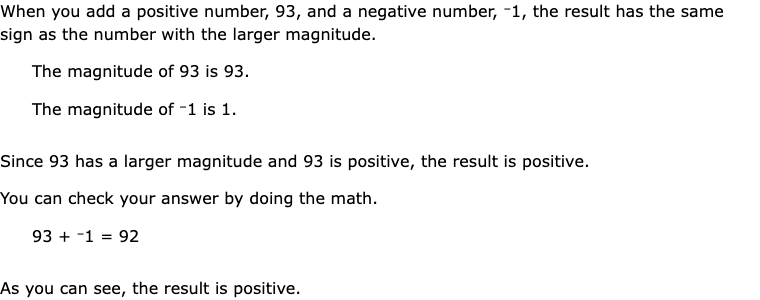 When you add a positive number, 93, and a negative number, ⁻1, the result has the same
sign as the number with the larger magnitude.
The magnitude of 93 is 93.
The magnitude of ⁻1 is 1.
Since 93 has a larger magnitude and 93 is positive, the result is positive.
You can check your answer by doing the math.
93 + ⁻1 = 92
As you can see, the result is positive.